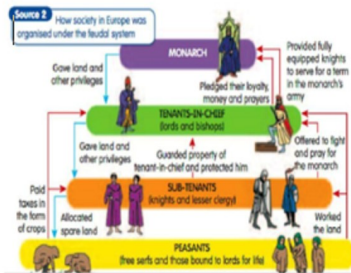 Source 2
How society in Europe was
organised under the feudal system
MONARCH
Provided fully
equipped knights
to serve for a term
in the monarch's
army
Gave land and
other privileges
Pledged their loyalty,
money and prayers
TENANTS-IN-CHIEF
(lords and bishops)
Gave land and
other privileges
Guarded property of
tenant-in-chief and protected him
Offered to fight
and pray for
the monarch
SUB-TENANTS
(knights and lesser clergy)
Paid
taxes in
the form
of crops
Allocated
spare land
Worked
the land
PEASANTS
(free serfs and those bound to lords for life)